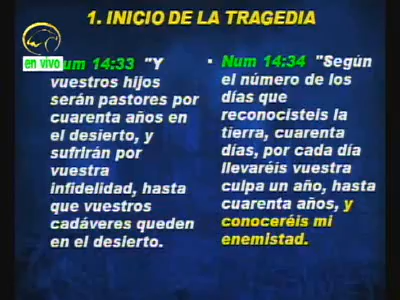 1. INICIO DE LA TRAGEDIA
en vivo
um 14:33 "Y
vuestros hijos
serán pastores por
cuarenta años en
el desierto, y
sufrirán por
vuestra
infidelidad, hasta
que vuestros
cadáveres queden
en el desierto.
· Num 14:34 "Según
el número de los
días que
reconocisteis la
tierra, cuarenta
días, por cada día
llevaréis vuestra
culpa un año, hasta
cuarenta años, y
conoceréis mi
enemistad.